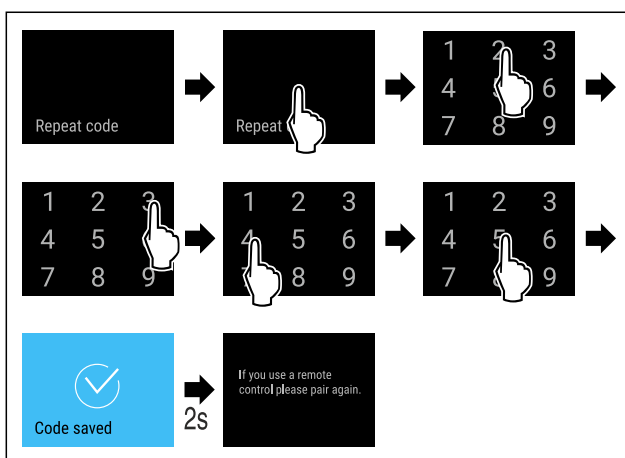 Repeat code
Repeat
1 2 3
4 6
7 8 9
1 2 3
4 5
7 8 9
1 2 3
4 5 6
8 9
1 2 3
4 5 6
7 8 9
Code saved
2s
If you use a remote
control please pair again.